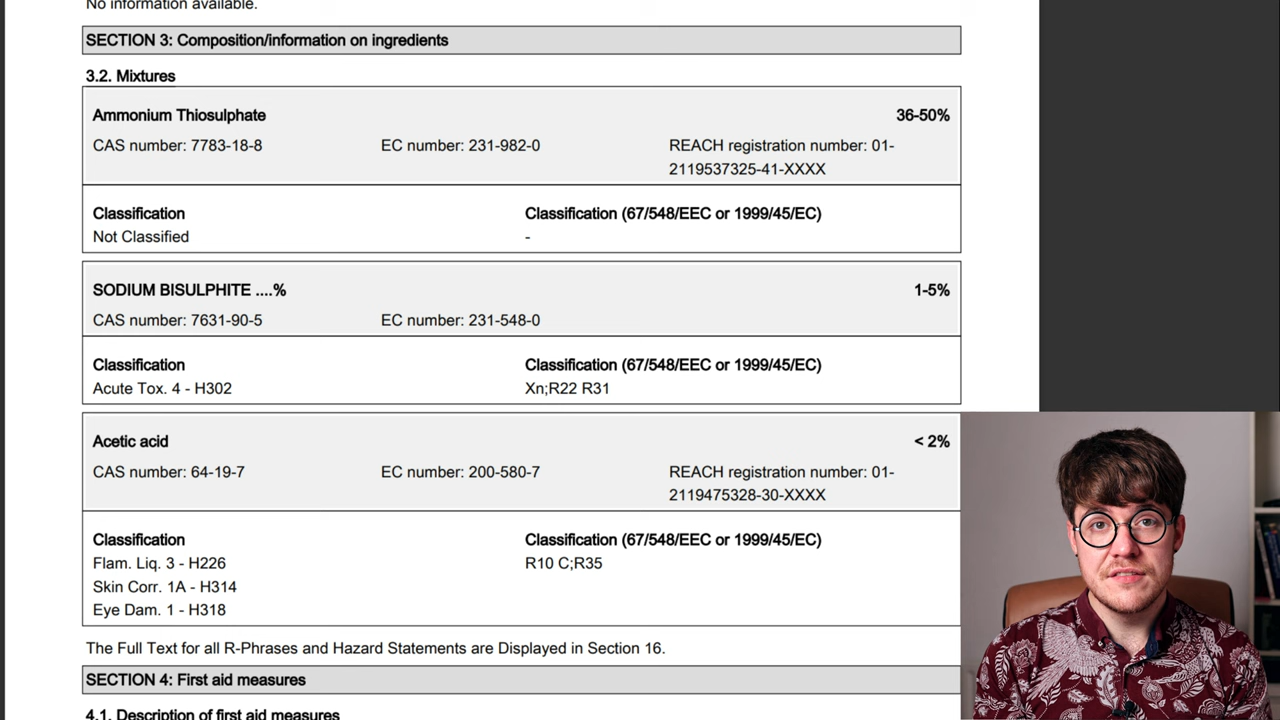 No information available.
SECTION 3: Composition/information on ingredients
3.2. Mixtures
Ammonium Thiosulphate 36-50%
CAS number: 7783-18-8 EC number: 231-982-0 REACH registration number: 01-
2119537325-41-XXXX
Classification Classification (67/548/EEC or 1999/45/EC)
Not Classified -
SODIUM BISULPHITE ....% 1-5%
CAS number: 7631-90-5 EC number: 231-548-0
Classification Classification (67/548/EEC or 1999/45/EC)
Acute Tox. 4 - H302 Xn;R22 R31
Acetic acid < 2%
CAS number: 64-19-7 EC number: 200-580-7 REACH registration number: 01-
2119475328-30-XXXX
Classification Classification (67/548/EEC or 1999/45/EC)
Flam. Liq. 3 - H226 R10 C;R35
Skin Corr. 1A - H314
Eye Dam. 1 - H318
The Full Text for all R-Phrases and Hazard Statements are Displayed in Section 16.
SECTION 4: First aid measures
4.1. Description of first aid measures